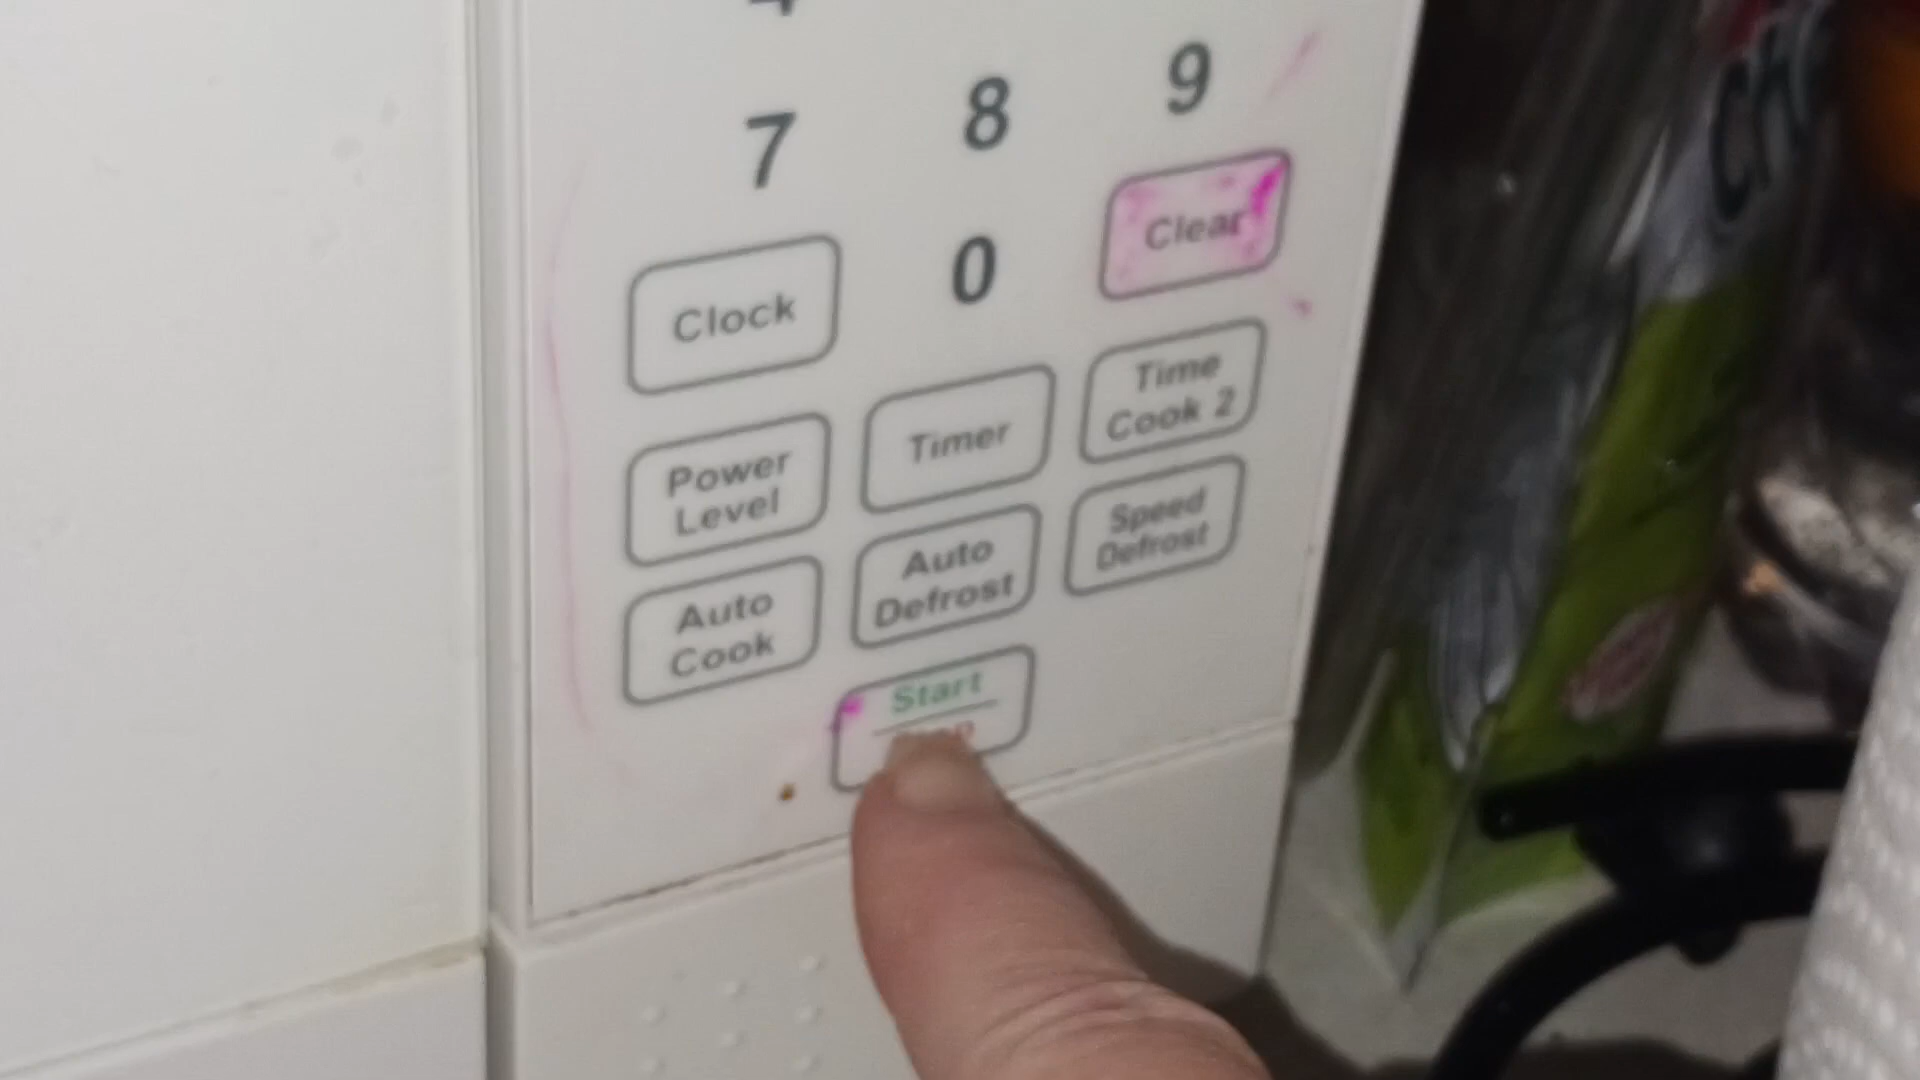 7
8
9
Clock
0
Clear
Power
Level
Timer
Time
Cook 2
Auto
Cook
Auto
Defrost
Speed
Defrost
Start